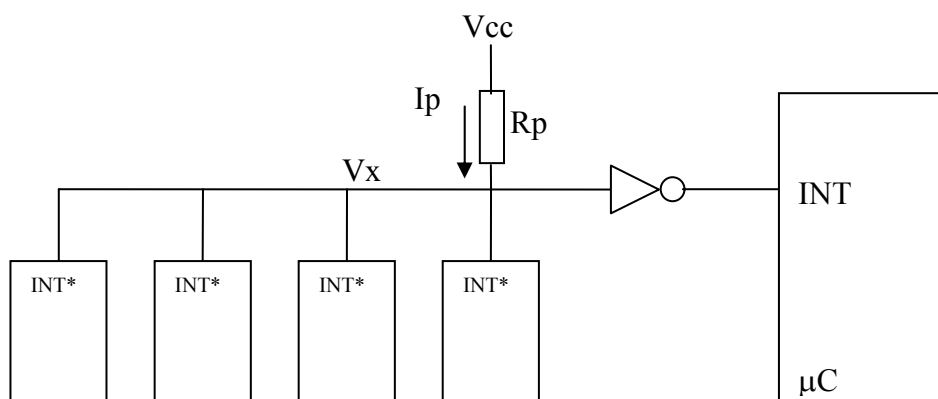 Vcc
Ip
Rp
Vx
INT
INT*
INT*
INT*
INT*
µC